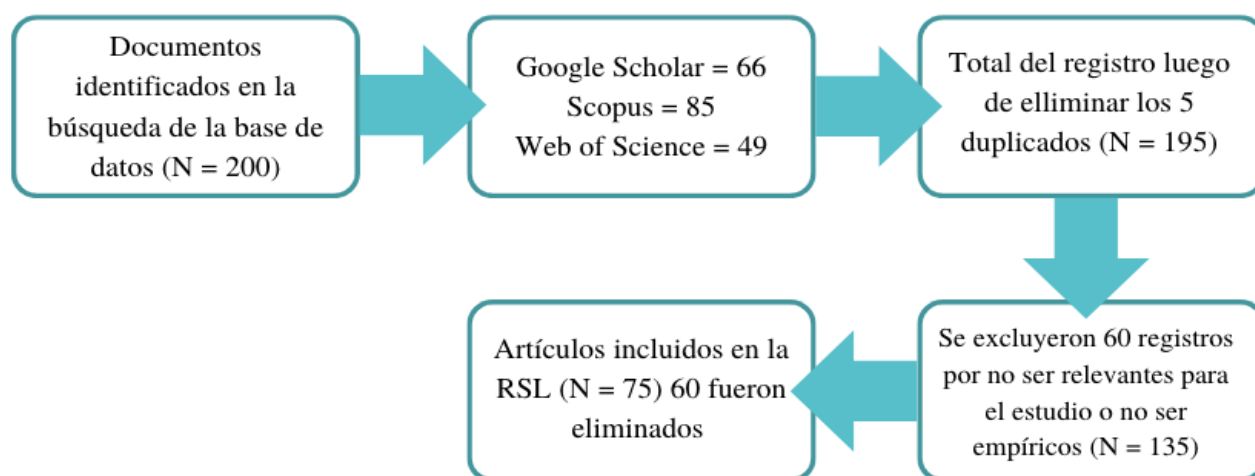 Documentos
identificados en la
búsqueda de la base de
datos (N = 200)
Google Scholar = 66
Scopus = 85
Web of Science = 49
Total del registro luego
de elliminar los 5
duplicados (N = 195)
Se excluyeron 60 registros
por no ser relevantes para
el estudio o no ser
empíricos (N = 135)
Artículos incluidos en la
RSL (N = 75) 60 fueron
eliminados